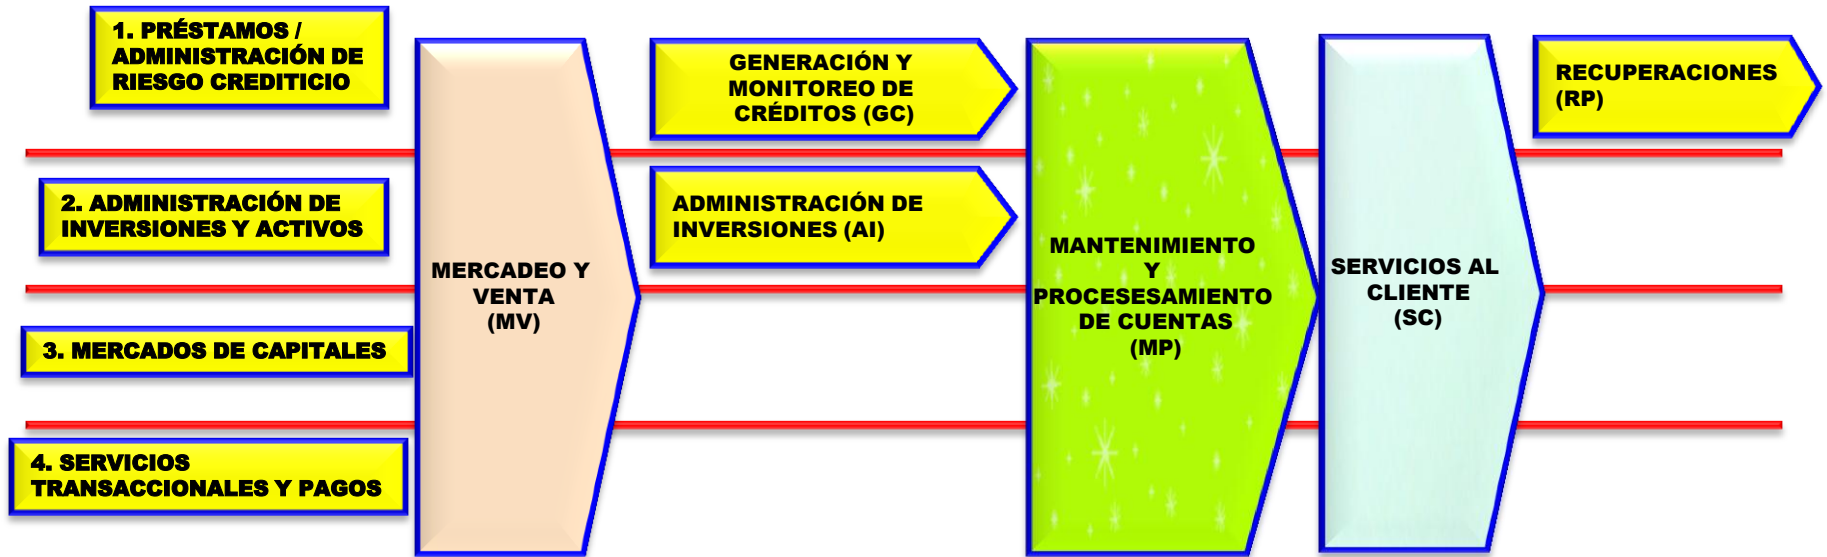 1. PRÉSTAMOS /
ADMINISTRACIÓN DE
RIESGO CREDITICIO
2. ADMINISTRACIÓN DE
INVERSIONES Y ACTIVOS
3. MERCADOS DE CAPITALES
4. SERVICIOS
TRANSACCIONALES Y PAGOS
MERCADEO Y
VENTA
(MV)
GENERACIÓN Y
MONITOREO DE
CRÉDITOS (GC)
ADMINISTRACIÓN DE
INVERSIONES (AI)
MANTENIMIENTO
Y
PROCESESAMIENTO
DE CUENTAS
(MP)
SERVICIOS AL
CLIENTE
(SC)
RECUPERACIONES
(RP)